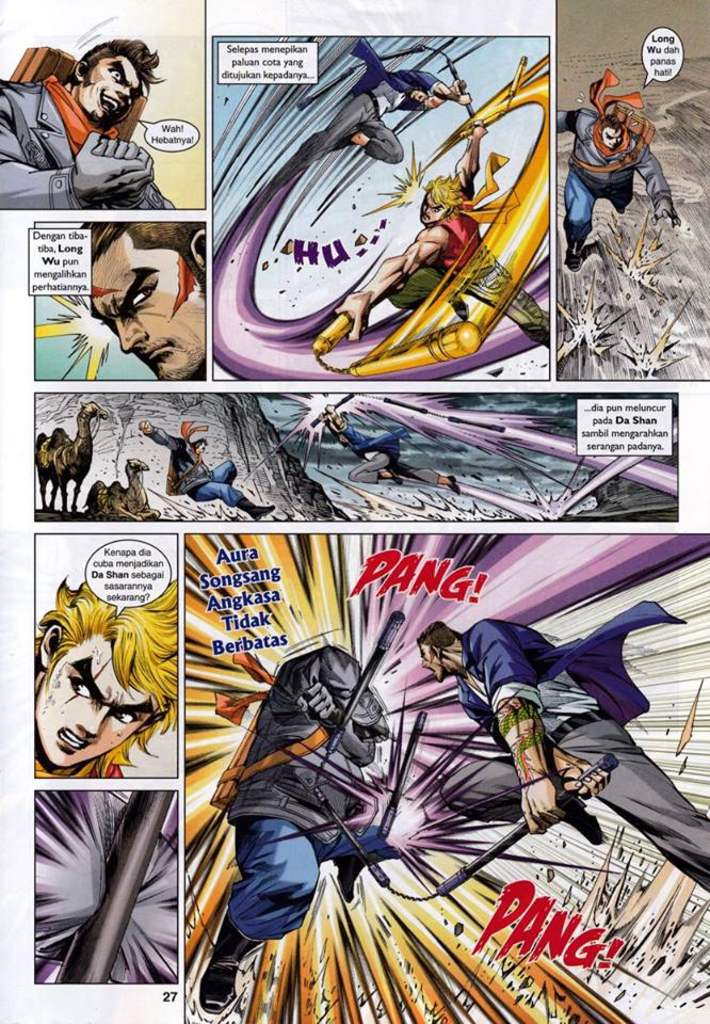 Wah!
Hebatnya!
Selepas menepikan
paluan cota yang
ditujukan kepadanya...
Long
Wu dah
panas
hati!
Dengan tiba-
tiba, Long
Wu pun
mengalihkan
perhatiannya.
HU
...dia pun meluncur
pada Da Shan
sambil mengarahkan
serangan padanya.
Kenapa dia
cuba menjadikan
Da Shan sebagai
sasarannya
sekarang?
Aura
Songsang
Angkasa
Tidak
Berbatas
PANG!
PANG!
27